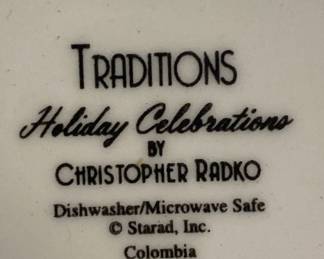 TRADITIONS
Holiday Celebrations
BY
CHRISTOPHER RADKO
Dishwasher/Microwave Safe
© Starad, Inc.
Colombia